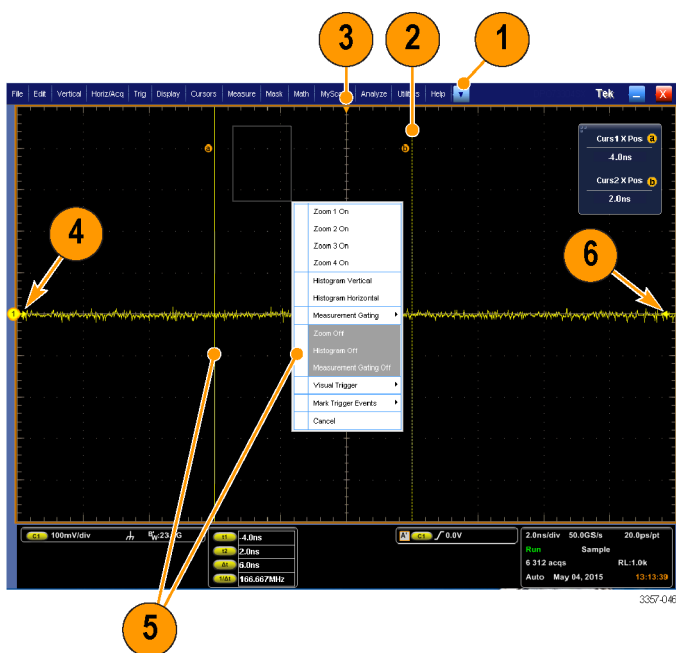 3 2 1
File Edit Vertical Horiz/Acq Trig Display Cursors Measure Mask Math Analyze Help Tek X
a b
Curs1 X Pos a
-4.0ns
Curs2 X Pos b
2.0ns
Zoom 1 On
Zoom 2 On
Zoom 3 On
Zoom 4 On
Histogram Vertical
Histogram Horizontal
Measurement Gating
Zoom Off
Histogram Off
Measurement Gating Off
Visual Trigger
Mark Trigger Events
Cancel
4
6
1
C1 100mV/div
t1 -4.0ns
t2 2.0ns
Δt 6.0ns
1/Δt 166.667MHz
A' C1 0.0V
2.0ns/div 50.0GS/s 20.0ps/pt
Run Sample
6 312 acqs RL:1.0k
Auto May 04, 2015 13:13:39
3357-046
5